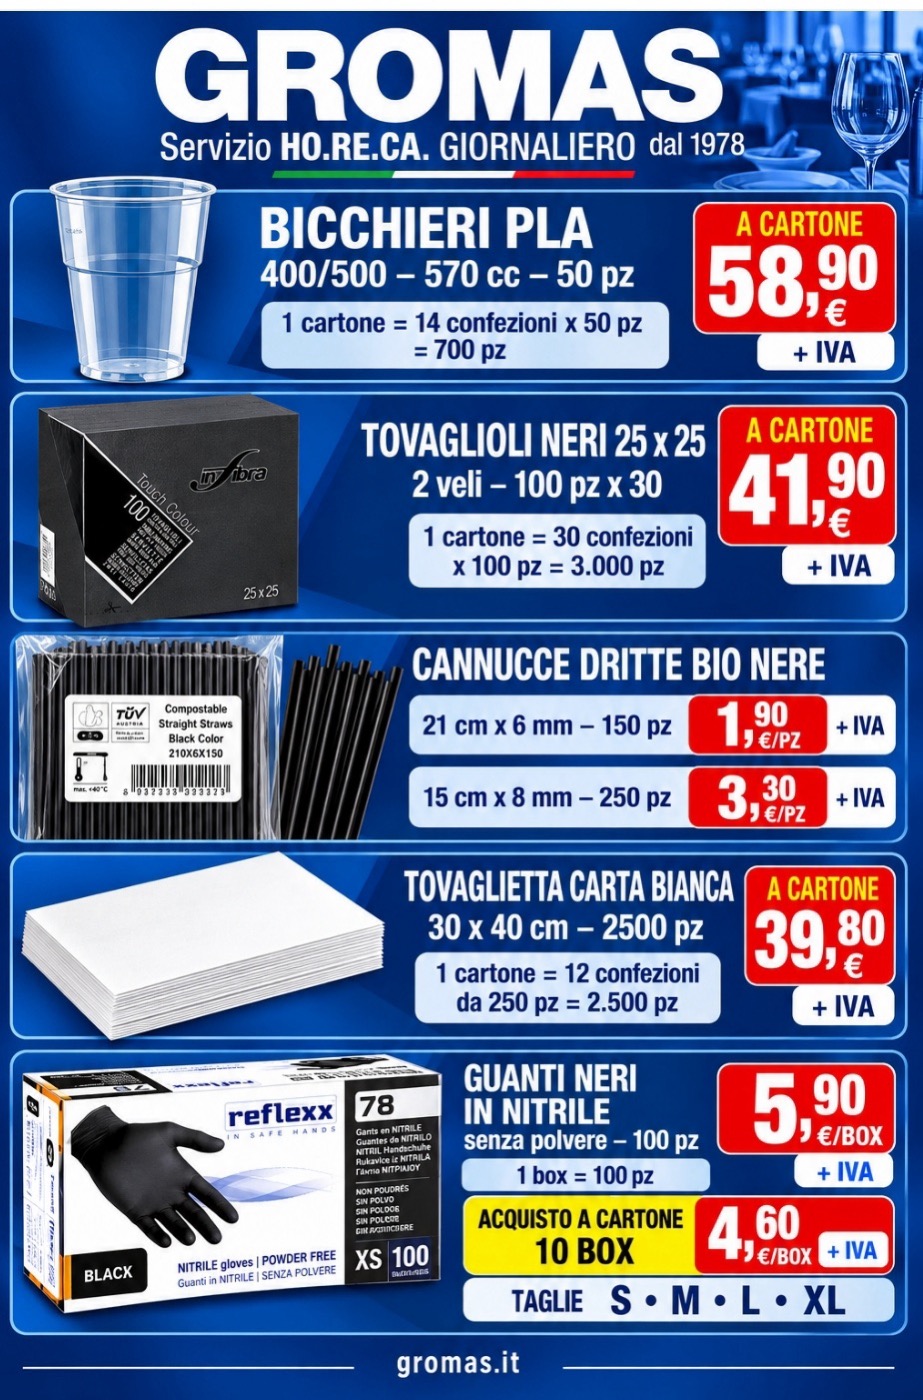 GROMAS
Servizio HO.RE.CA. GIORNALIERO dal 1978
BICCHIERI PLA
400/500 – 570 cc – 50 pz
1 cartone = 14 confezioni x 50 pz
= 700 pz
A CARTONE
58,90 €
+ IVA
infibra
Touch Colour
100
25 x 25
TOVAGLIOLI NERI 25 x 25
2 veli – 100 pz x 30
1 cartone = 30 confezioni
x 100 pz = 3.000 pz
A CARTONE
41,90 €
+ IVA
TÜV
AUSTRIA
Compostable
Straight Straws
Black Color
210X6X150
max. <40°C
CANNUCCE DRITTE BIO NERE
21 cm x 6 mm – 150 pz
1,90 €/PZ
+ IVA
15 cm x 8 mm – 250 pz
3,30 €/PZ
+ IVA
TOVAGLIETTA CARTA BIANCA
30 x 40 cm – 2500 pz
1 cartone = 12 confezioni
da 250 pz = 2.500 pz
A CARTONE
39,80 €
+ IVA
reflexx
IN SAFE HANDS
78
Gants en NITRILE
Guantes de NITRILO
NITRIL Handschuhe
Rukavice iz NITRILA
NON POUDRÉS
SIN POLVO
BLACK
NITRILE gloves | POWDER FREE
Guanti in NITRILE | SENZA POLVERE
XS 100
GUANTI NERI
IN NITRILE
senza polvere – 100 pz
1 box = 100 pz
5,90 €/BOX
+ IVA
ACQUISTO A CARTONE
10 BOX
4,60 €/BOX
+ IVA
TAGLIE S • M • L • XL
gromas.it